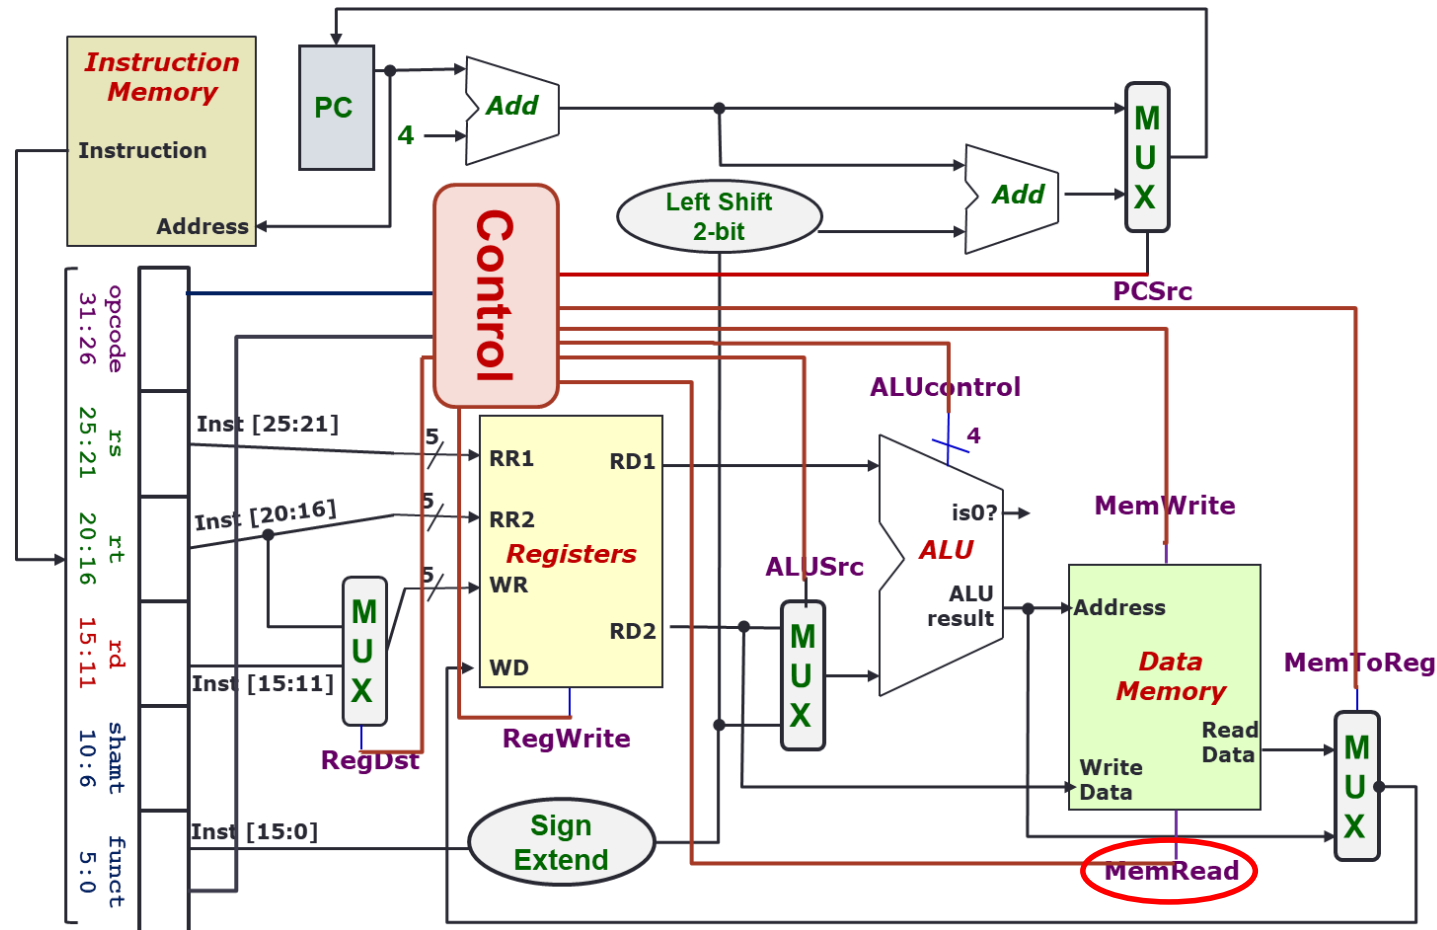 Instruction
Memory
Instruction
Address
PC
4
Add
Add
Left Shift
2-bit
M
U
X
PCSrc
Control
opcode
31:26
rs
25:21
rt
20:16
rd
15:11
shamt
10:6
funct
5:0
Inst [25:21]
5
Inst [20:16]
5
5
Inst [15:11]
Inst [15:0]
M
U
X
RegDst
RR1
RR2
WR
WD
RD1
RD2
Registers
RegWrite
Sign
Extend
ALUSrc
M
U
X
ALUcontrol
4
is0?
ALU
ALU
result
MemWrite
Address
Data
Memory
Read
Data
Write
Data
MemRead
MemToReg
M
U
X